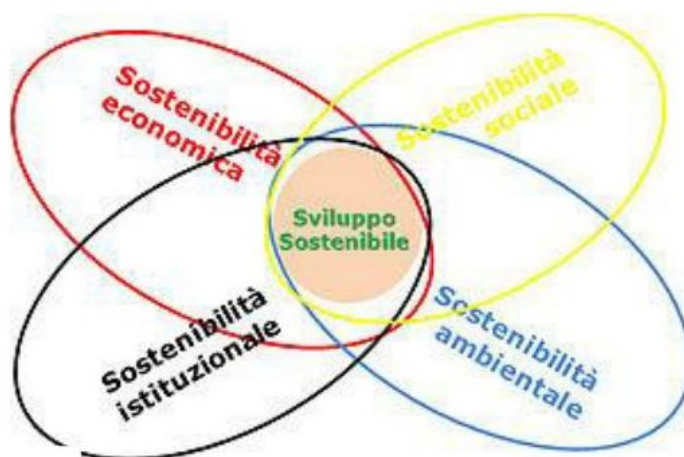 Sostenibilità
economica
Sostenibilità
sociale
Sviluppo
Sostenibile
Sostenibilità
istituzionale
Sostenibilità
ambientale